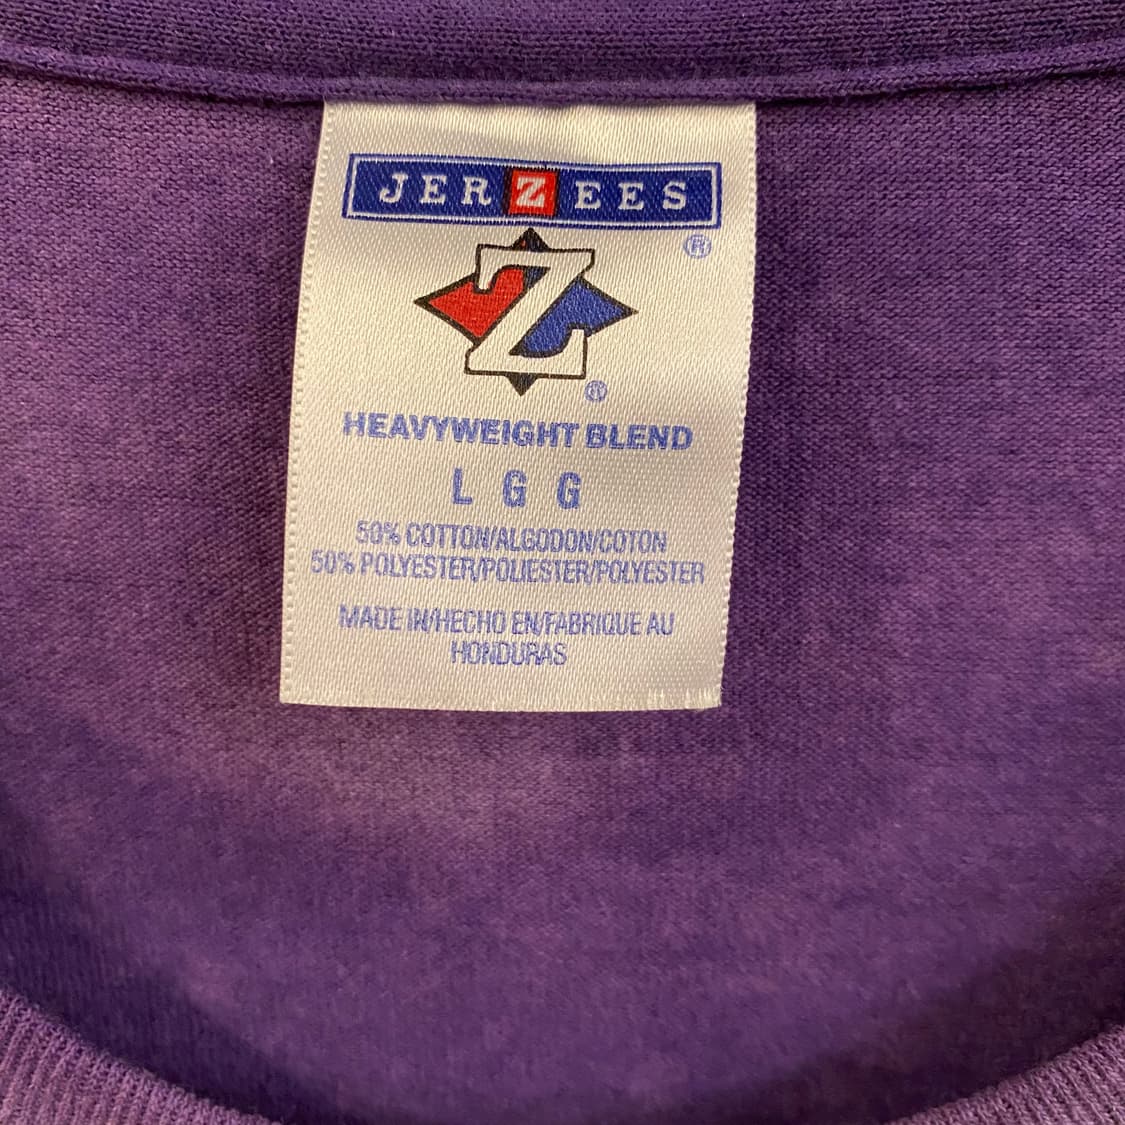 JERZEES
®
Z
®
HEAVYWEIGHT BLEND
L G G
50% COTTON/ALGODON/COTON
50% POLYESTER/POLIESTER/POLYESTER
MADE IN/HECHO EN/FABRIQUE AU
HONDURAS